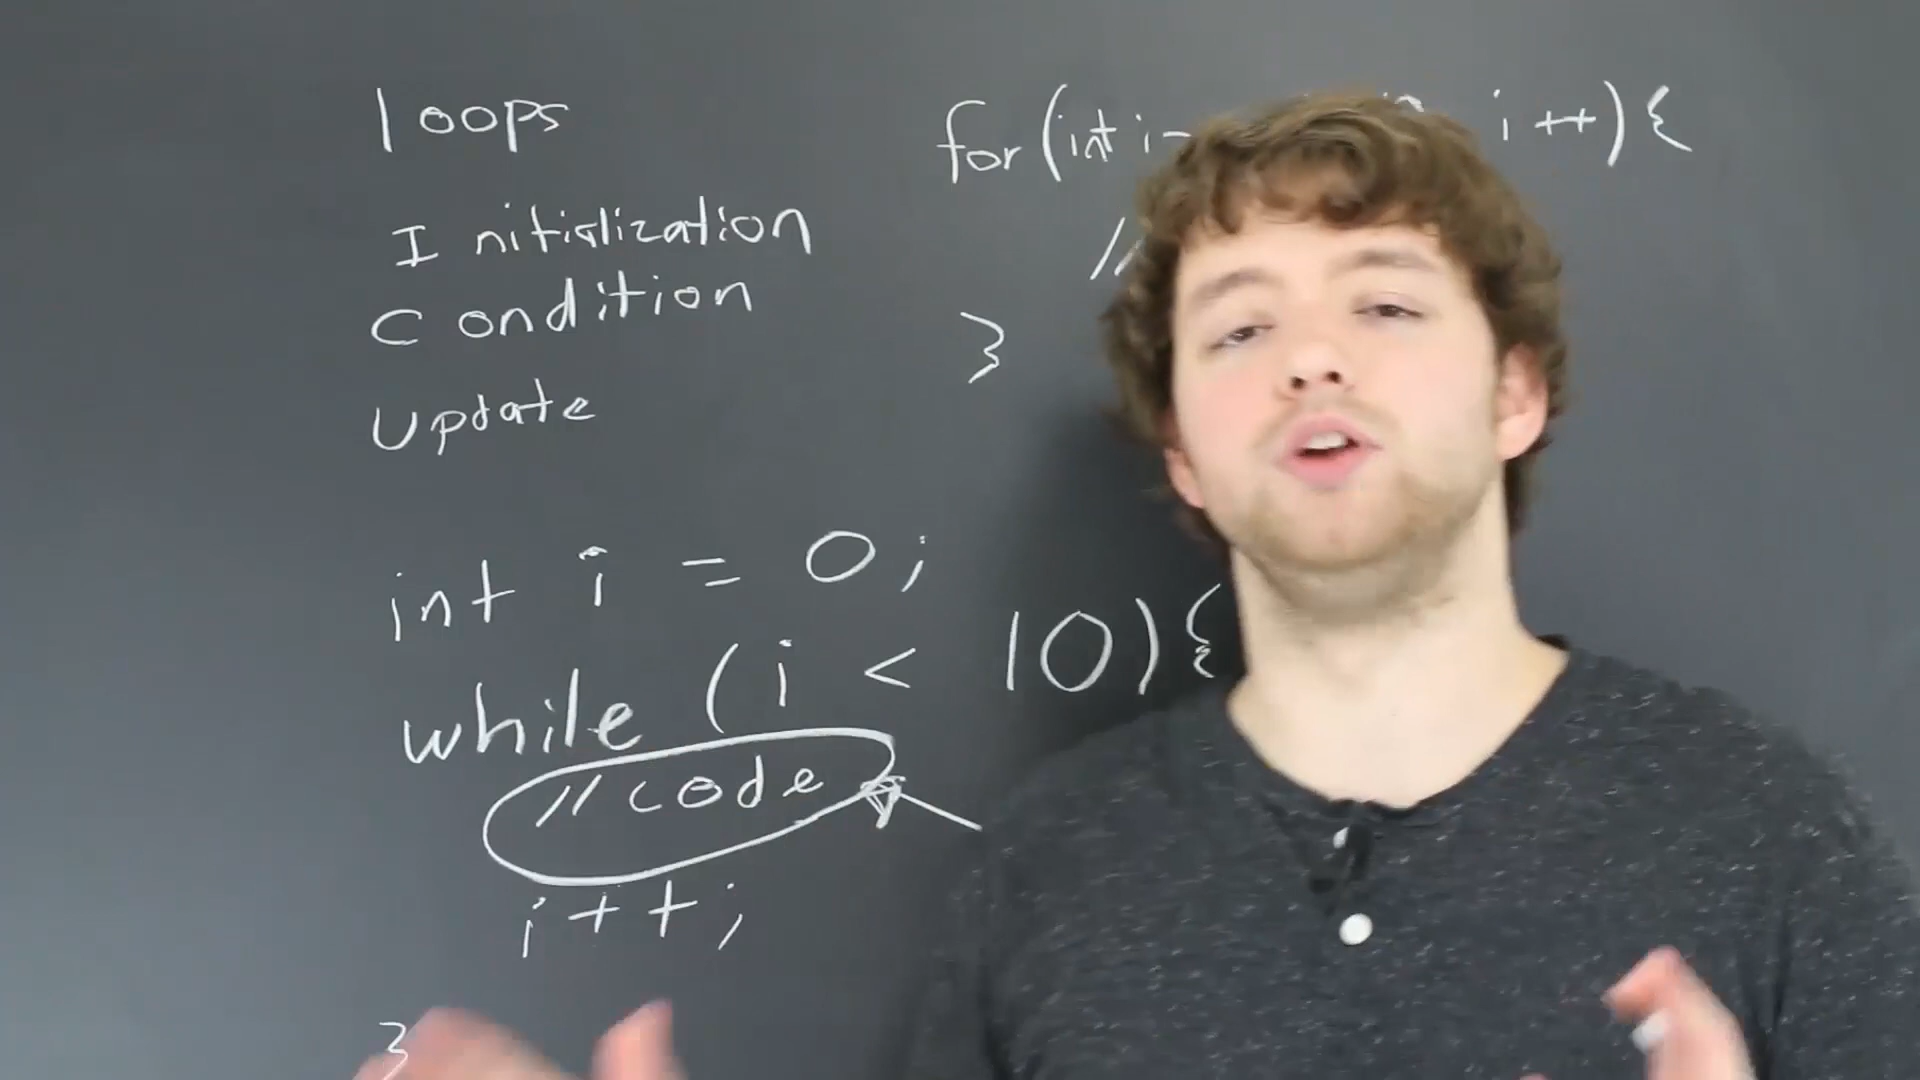 loops
Initialization
Condition
Update
int i = 0;
while (i < 10){
//code
i++;
}
for (int i i++){
//
}